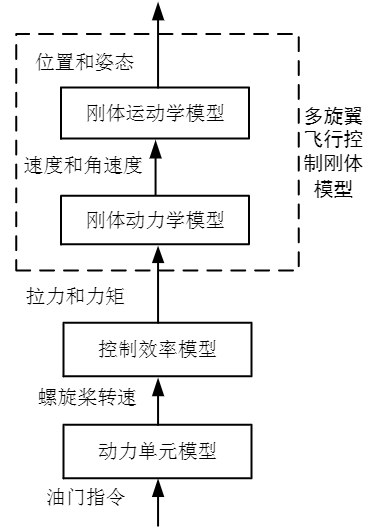 位置和姿态
刚体运动学模型
多旋翼
飞行控
制刚体
模型
速度和角速度
刚体动力学模型
拉力和力矩
控制效率模型
螺旋桨转速
动力单元模型
油门指令